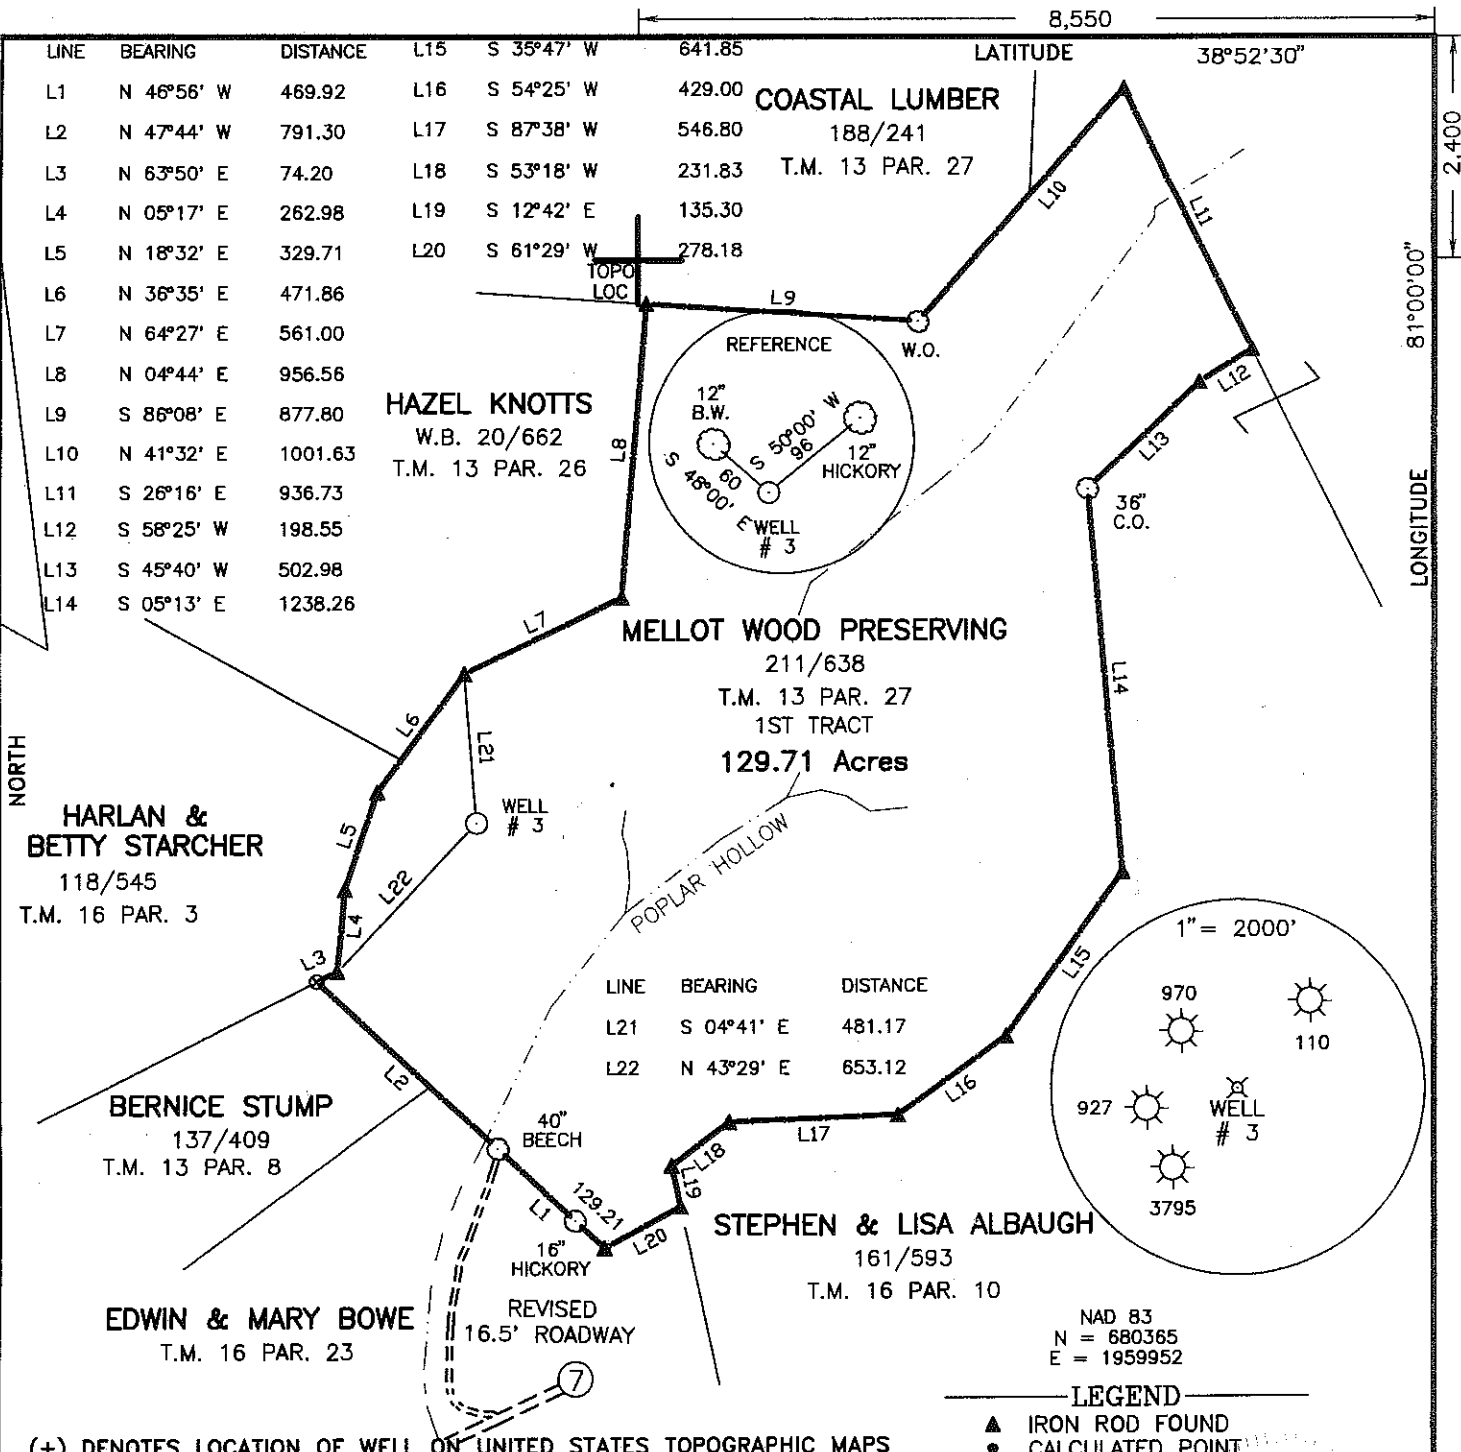 8,550
LATITUDE 38°52'30"
2.400
81°00'00"
LONGITUDE
LINE BEARING DISTANCE
L1 N 46°56' W 469.92
L2 N 47°44' W 791.30
L3 N 63°50' E 74.20
L4 N 05°17' E 262.98
L5 N 18°32' E 329.71
L6 N 36°35' E 471.86
L7 N 64°27' E 561.00
L8 N 04°44' E 956.56
L9 S 86°08' E 877.80
L10 N 41°32' E 1001.63
L11 S 26°16' E 936.73
L12 S 58°25' W 198.55
L13 S 45°40' W 502.98
L14 S 05°13' E 1238.26
L15 S 35°47' W 641.85
L16 S 54°25' W 429.00
L17 S 87°38' W 546.80
L18 S 53°18' W 231.83
L19 S 12°42' E 135.30
L20 S 61°29' W 278.18
COASTAL LUMBER
188/241
T.M. 13 PAR. 27
TOPO
LOC
L9
L10
L11
W.O.
L12
L13
36"
C.O.
REFERENCE
12"
B.W.
S 50°00' W
96
12"
HICKORY
60
S 48°00' E
WELL
# 3
HAZEL KNOTTS
W.B. 20/662
T.M. 13 PAR. 26
L8
L7
MELLOT WOOD PRESERVING
211/638
T.M. 13 PAR. 27
1ST TRACT
129.71 Acres
L14
L6
L21
NORTH
HARLAN &
BETTY STARCHER
118/545
T.M. 16 PAR. 3
WELL
# 3
L5
L22
L4
L3
POPLAR HOLLOW
L15
LINE BEARING DISTANCE
L21 S 04°41' E 481.17
L22 N 43°29' E 653.12
1"= 2000'
970
110
927
WELL
# 3
3795
L2
BERNICE STUMP
137/409
T.M. 13 PAR. 8
40"
BEECH
L16
L17
L18
L19
L1
129.21
L20
16"
HICKORY
STEPHEN & LISA ALBAUGH
161/593
T.M. 16 PAR. 10
EDWIN & MARY BOWE
T.M. 16 PAR. 23
REVISED
16.5' ROADWAY
7
NAD 83
N = 680365
E = 1959952
LEGEND
IRON ROD FOUND
CALCULATED POINT
(+) DENOTES LOCATION OF WELL ON UNITED STATES TOPOGRAPHIC MAPS